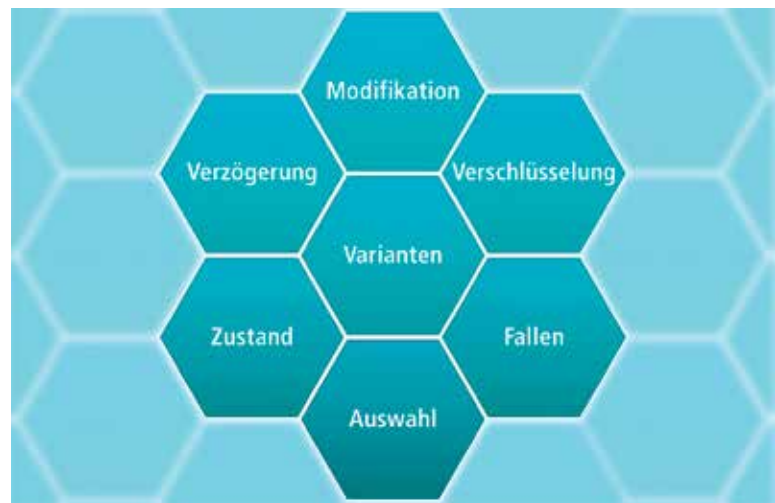 Modifikation
Verzögerung
Verschlüsselung
Varianten
Zustand
Fallen
Auswahl